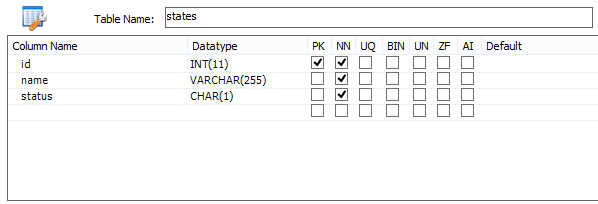 Table Name: states
Column Name Datatype PK NN UQ BIN UN ZF AI Default
id INT(11)
name VARCHAR(255)
status CHAR(1)